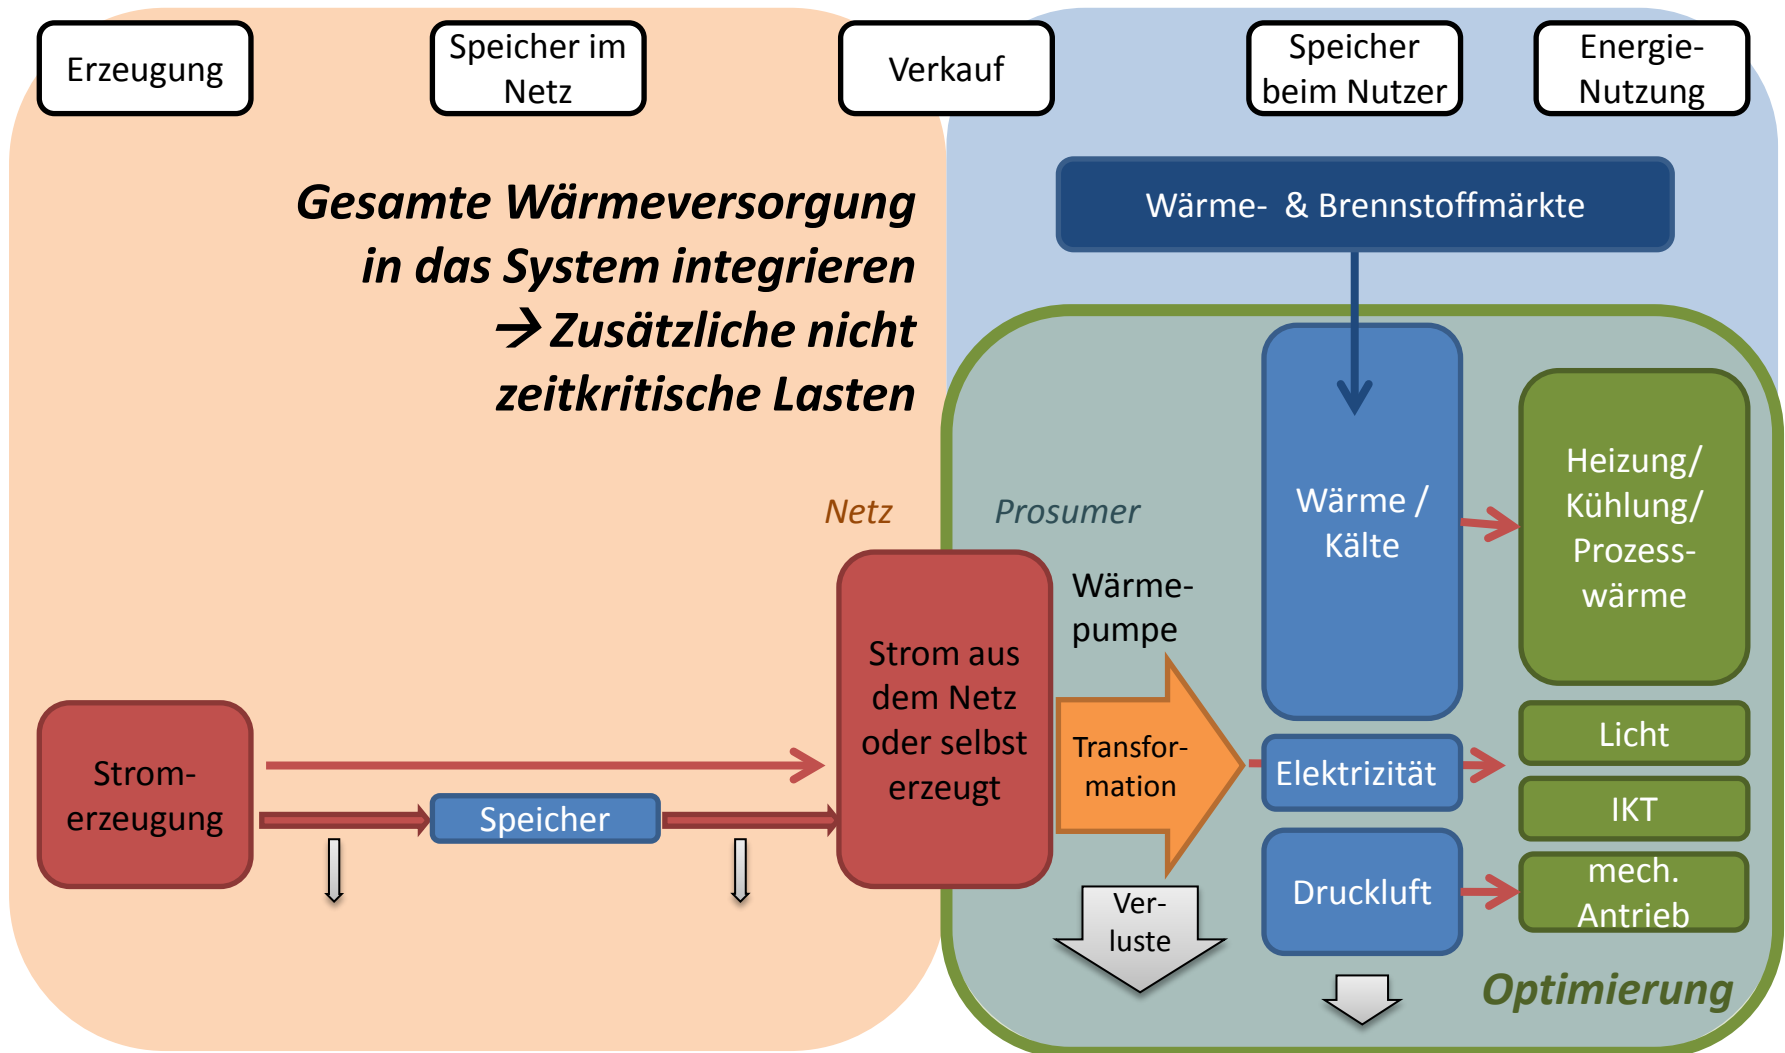 Erzeugung
Speicher im
Netz
Verkauf
Speicher
beim Nutzer
Energie-
Nutzung
Gesamte Wärmeversorgung
in das System integrieren
→ Zusätzliche nicht
zeitkritische Lasten
Wärme- & Brennstoffmärkte
Netz
Prosumer
Wärme /
Kälte
Heizung/
Kühlung/
Prozess-
wärme
Wärme-
pumpe
Strom aus
dem Netz
oder selbst
erzeugt
Strom-
erzeugung
Speicher
Transfor-
mation
Elektrizität
Licht
IKT
Druckluft
mech.
Antrieb
Ver-
luste
Optimierung